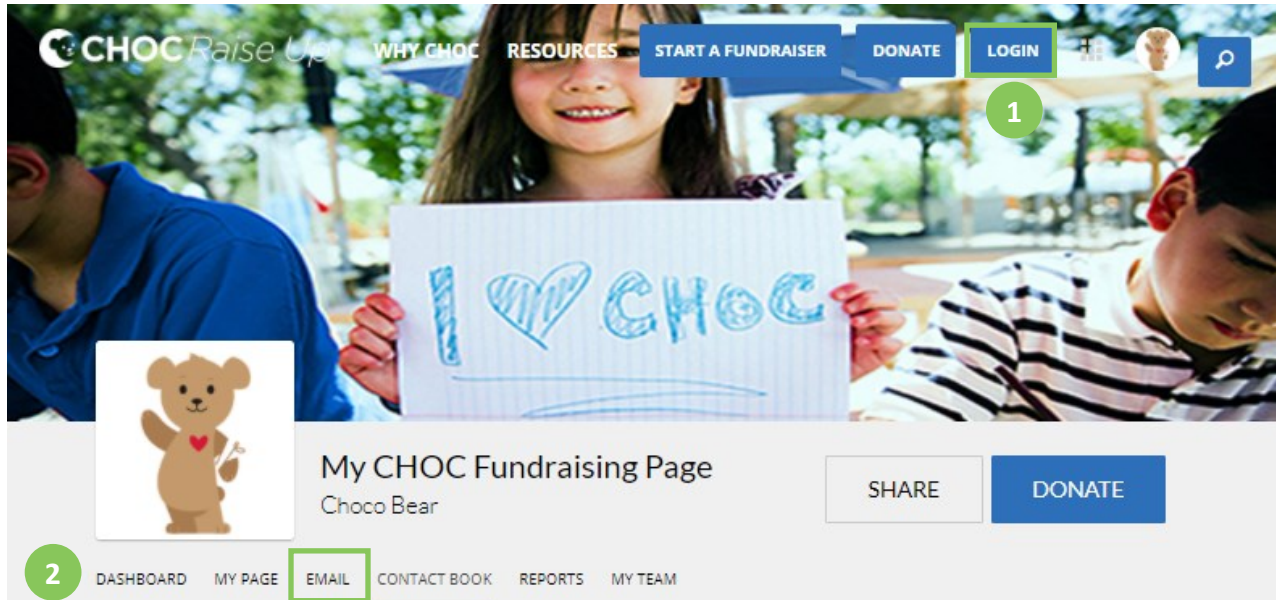 CHOC Raise Up WHY CHOC RESOURCES START A FUNDRAISER DONATE LOGIN
1
I CHOC
My CHOC Fundraising Page
Choco Bear
SHARE DONATE
2 DASHBOARD MY PAGE EMAIL CONTACT BOOK REPORTS MY TEAM